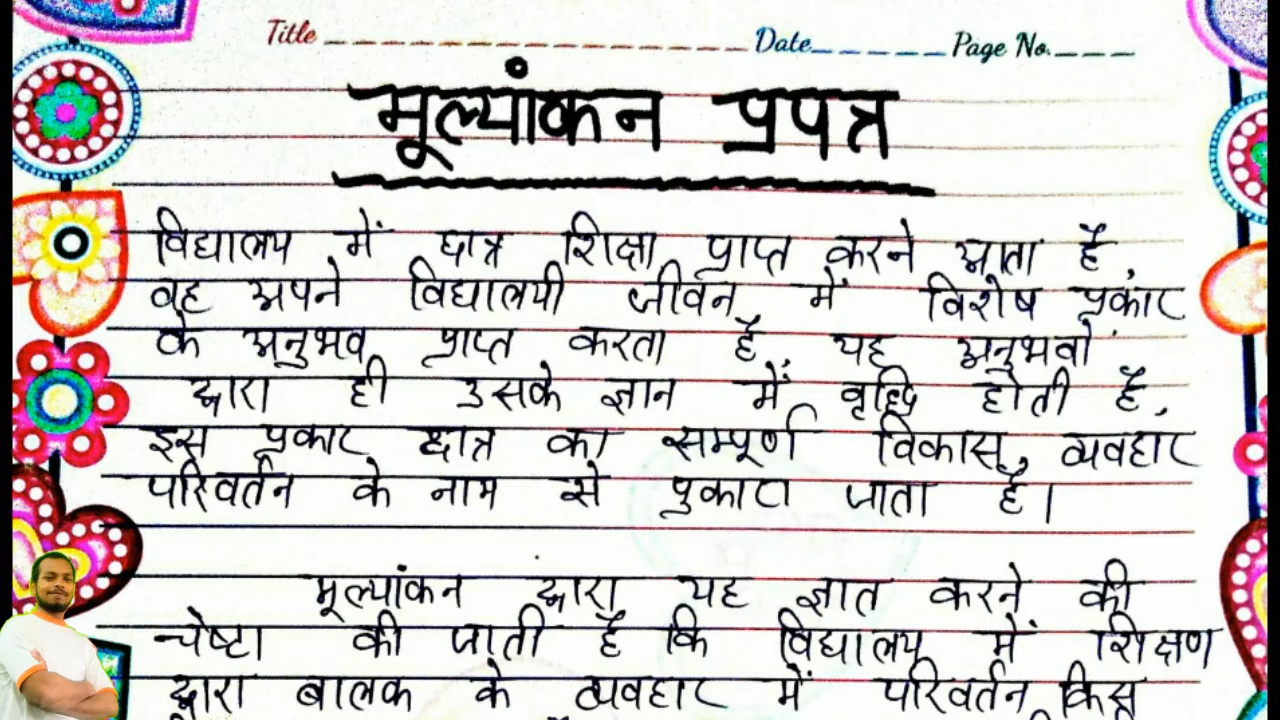 Title Date Page No.
मूल्यांकन प्रपत्र
विद्यालय में छात्र शिक्षा प्राप्त करने आता है,
वह अपने विद्यालयी जीवन में विशेष प्रकार
के अनुभव प्राप्त करता है, यह अनुभवों
द्वारा ही उसके ज्ञान में वृद्धि होती है,
इस प्रकार छात्र का सम्पूर्ण विकास, व्यवहार
परिवर्तन के नाम से पुकारा जाता है।
मूल्यांकन द्वारा यह ज्ञात करने की
चेष्टा की जाती है कि विद्यालय में शिक्षण
द्वारा बालक के व्यवहार में परिवर्तन किस